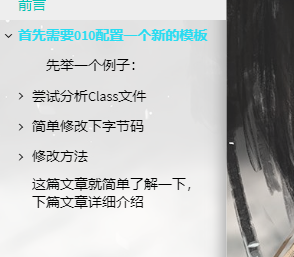 前言
首先需要010配置一个新的模板
先举一个例子：
尝试分析Class文件
简单修改下字节码
修改方法
这篇文章就简单了解一下，
下篇文章详细介绍